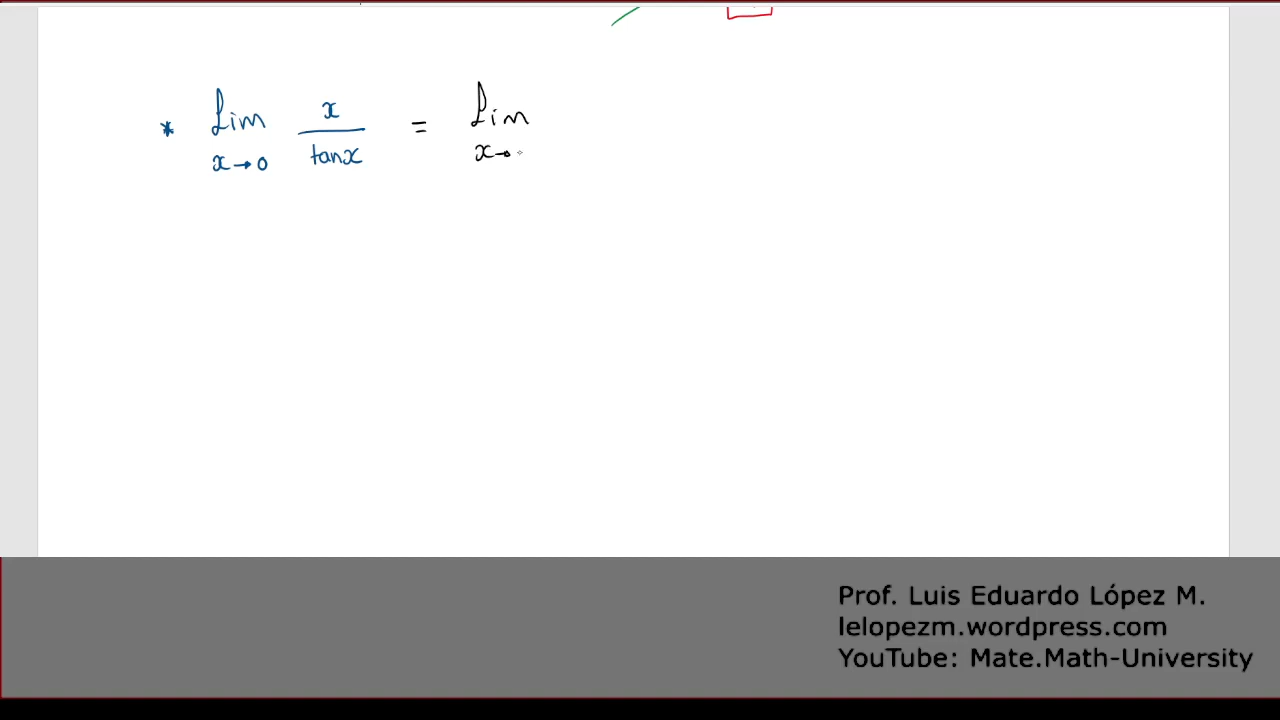 * Lim x→0 x/tanx = Lim x→
Prof. Luis Eduardo López M.
lelopezm.wordpress.com
YouTube: Mate.Math-University